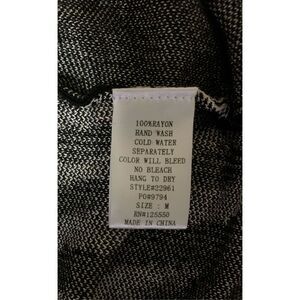 100%RAYON
HAND WASH
COLD WATER
SEPARATELY
COLOR WILL BLEED
NO BLEACH
HANG TO DRY
STYLE#22961
PO#9794
SIZE : M
RN#125550
MADE IN CHINA